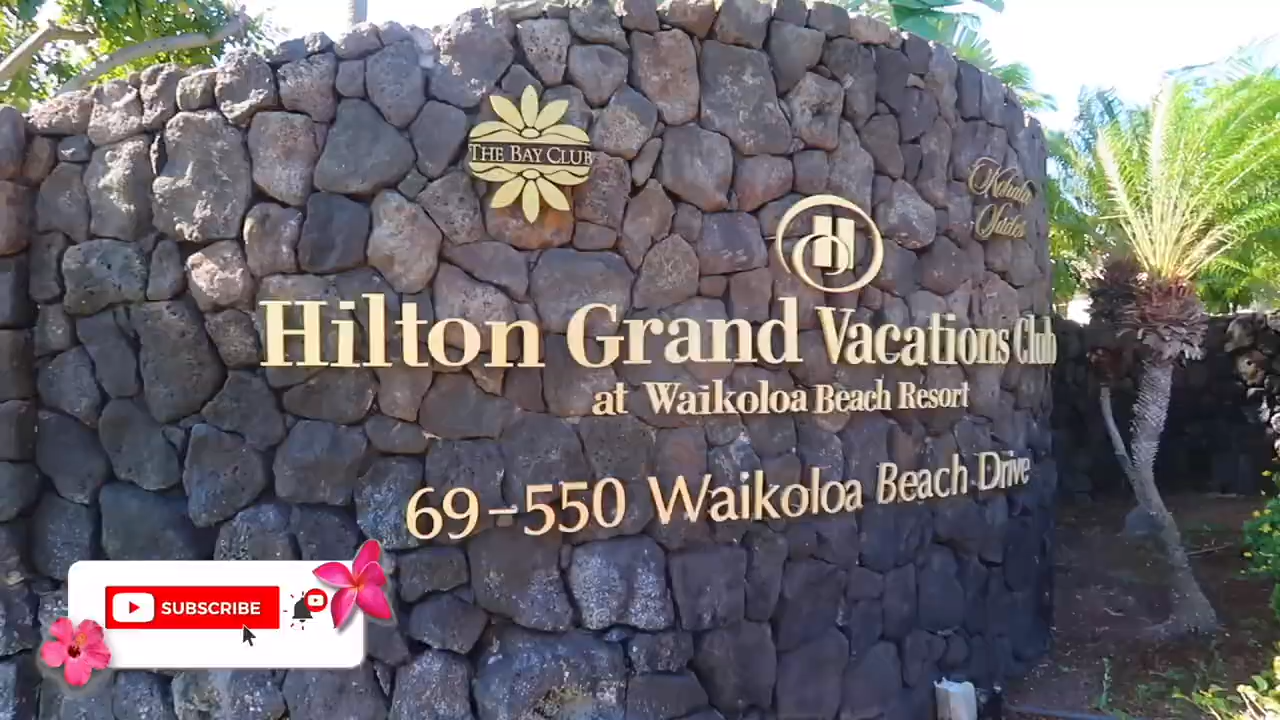 THE BAY CLUB
Kohala
Suites
Hilton Grand Vacations Club
at Waikoloa Beach Resort
69-550 Waikoloa Beach Drive
SUBSCRIBE